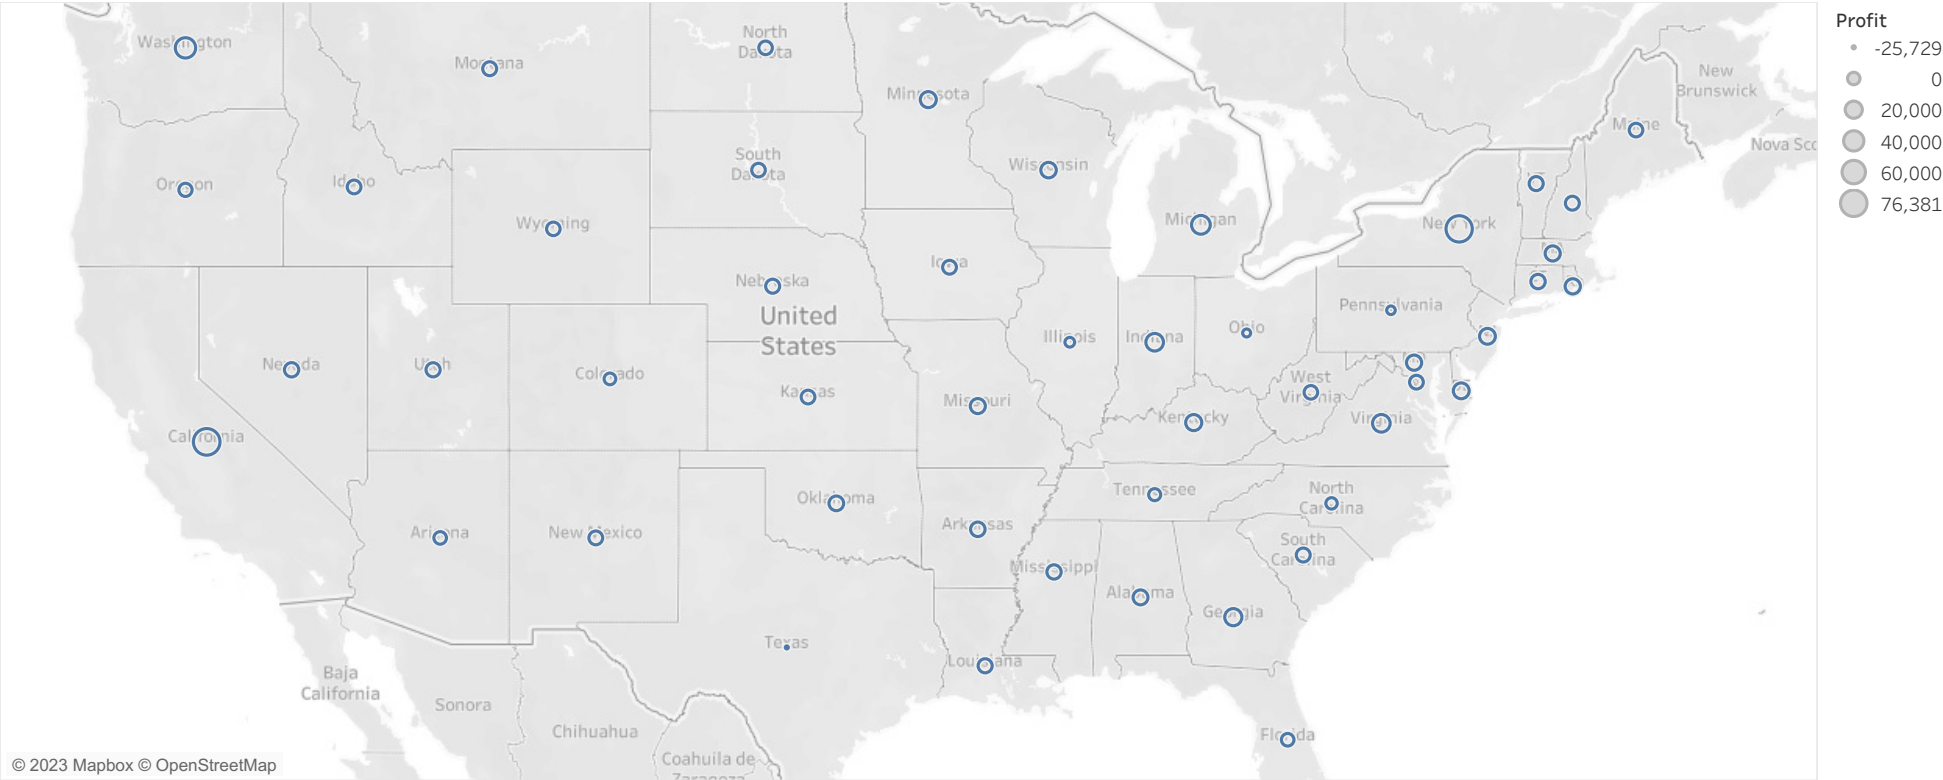 Profit
-25,729
0
20,000
40,000
60,000
76,381
Washington
Montana
North
Dakota
Minnesota
New
Brunswick
Maine
Nova Sco
Oregon
Idaho
Wyoming
South
Dakota
Wisconsin
Michigan
New York
Iowa
Nebraska
United
States
Pennsylvania
Illinois
Indiana
Ohio
Nevada
Utah
Colorado
Kansas
Missouri
West
Virginia
Kentucky
Virginia
California
Oklahoma
Tennessee
North
Carolina
Arizona
New Mexico
Arkansas
South
Carolina
Mississippi
Alabama
Georgia
Texas
Louisiana
Baja
California
Sonora
Chihuahua
Florida
Coahuila de
Zaragoza
© 2023 Mapbox © OpenStreetMap